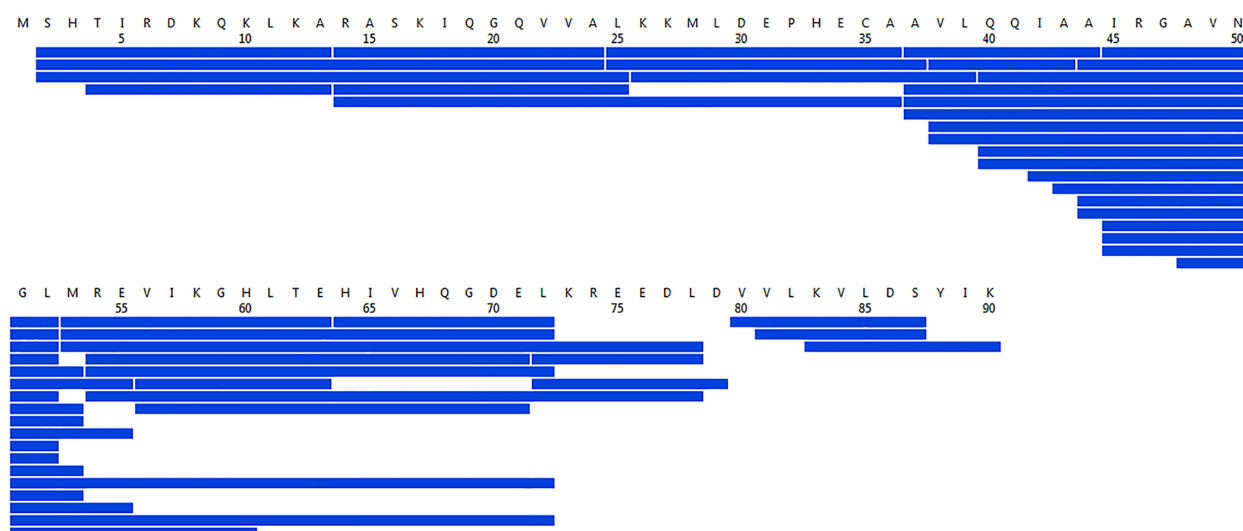 M S H T I R D K Q K L K A R A S K I Q G Q V V A L K K M L D E P H E C A A V L Q Q I A A I R G A V N
5 10 15 20 25 30 35 40 45 50
G L M R E V I K G H L T E H I V H Q G D E L K R E E D L D V V L K V L D S Y I K
55 60 65 70 75 80 85 90